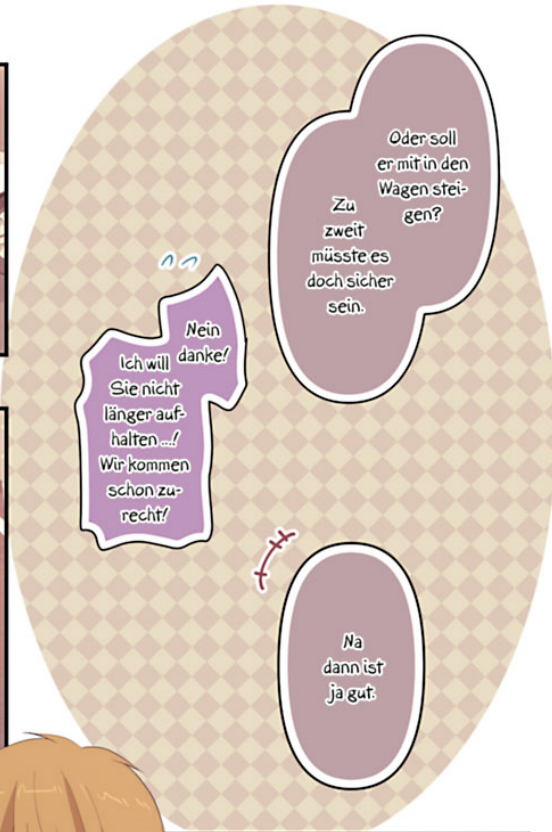 Oder soll
er mit in den
Wagen stei-
gen?
Zu
zweit
müsste es
doch sicher
sein.
Nein
danke!
Ich will
Sie nicht
länger auf-
halten ...!
Wir kommen
schon zu-
recht!
Na
dann ist
ja gut.